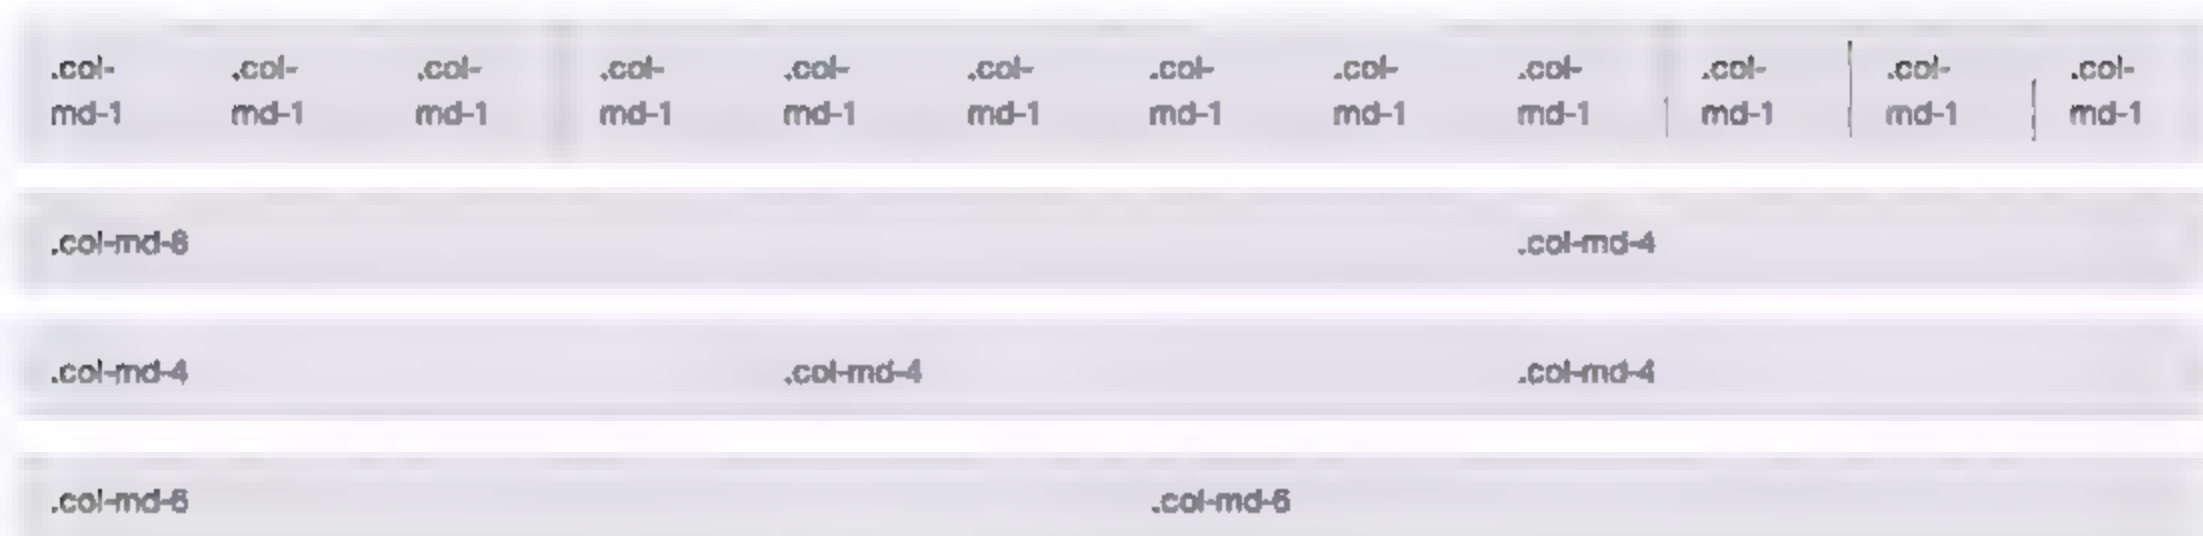 .col- .col- .col- .col- .col- .col- .col- .col- .col- .col- .col- .col-
md-1 md-1 md-1 md-1 md-1 md-1 md-1 md-1 md-1 md-1 md-1 md-1
.col-md-8 .col-md-4
.col-md-4 .col-md-4 .col-md-4
.col-md-6 .col-md-6